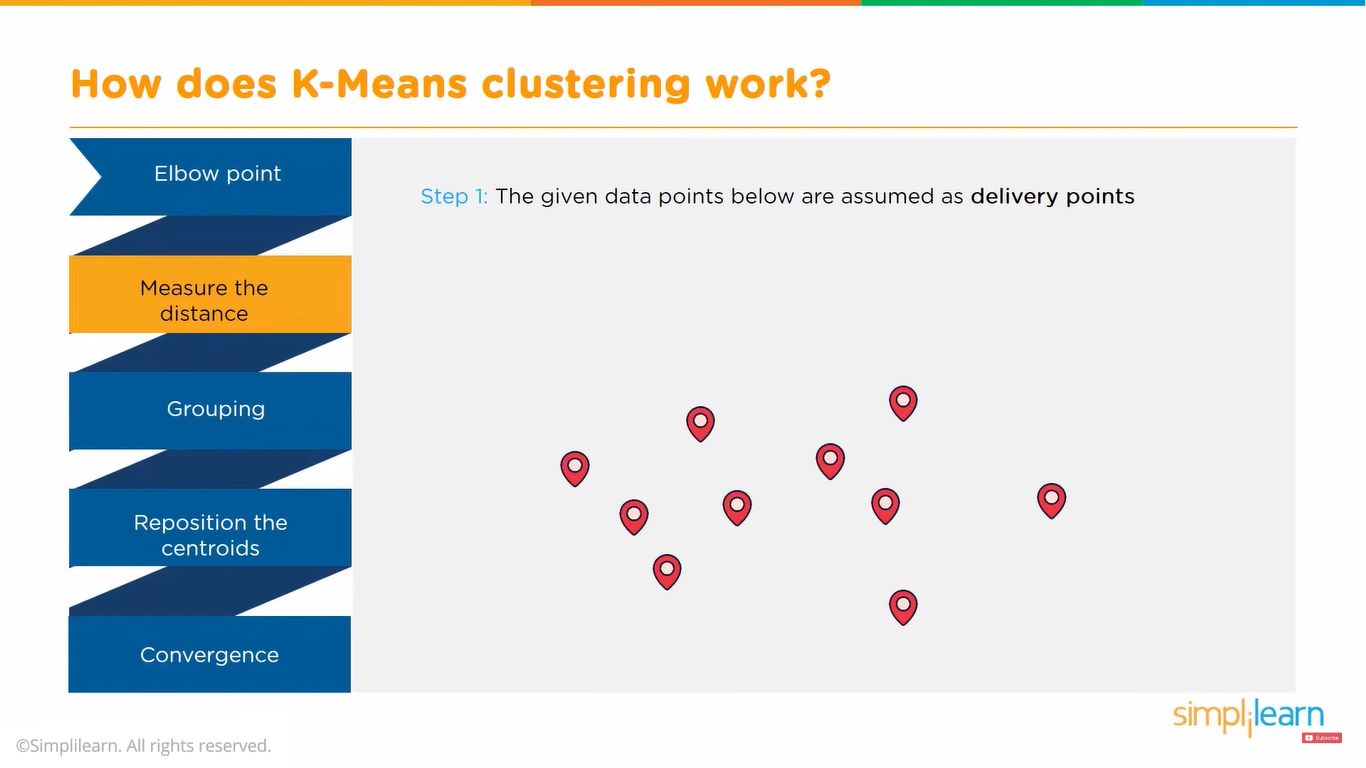 How does K-Means clustering work?
Elbow point
Step 1: The given data points below are assumed as delivery points
Measure the
distance
Grouping
Reposition the
centroids
Convergence
simplilearn
Subscribe
©Simplilearn. All rights reserved.